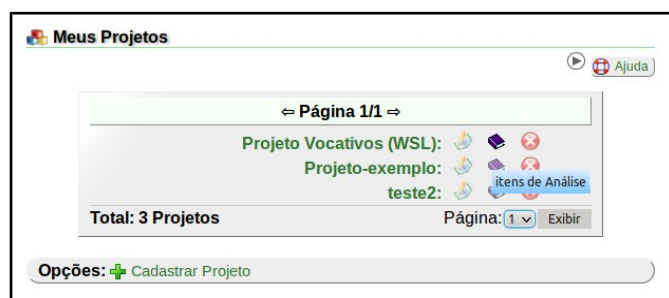 Meus Projetos
Ajuda
⇦ Página 1/1 ⇨
Projeto Vocativos (WSL):
Projeto-exemplo:
itens de Análise
teste2:
Total: 3 Projetos Página: 1 Exibir
Opções: Cadastrar Projeto